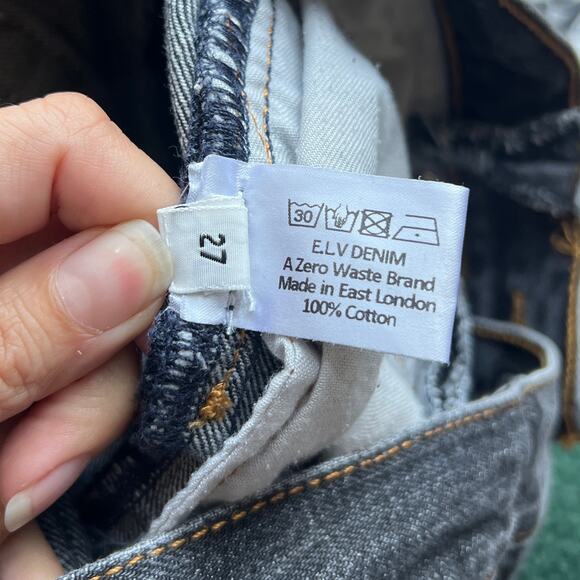 27
30
E.L.V DENIM
A Zero Waste Brand
Made in East London
100% Cotton